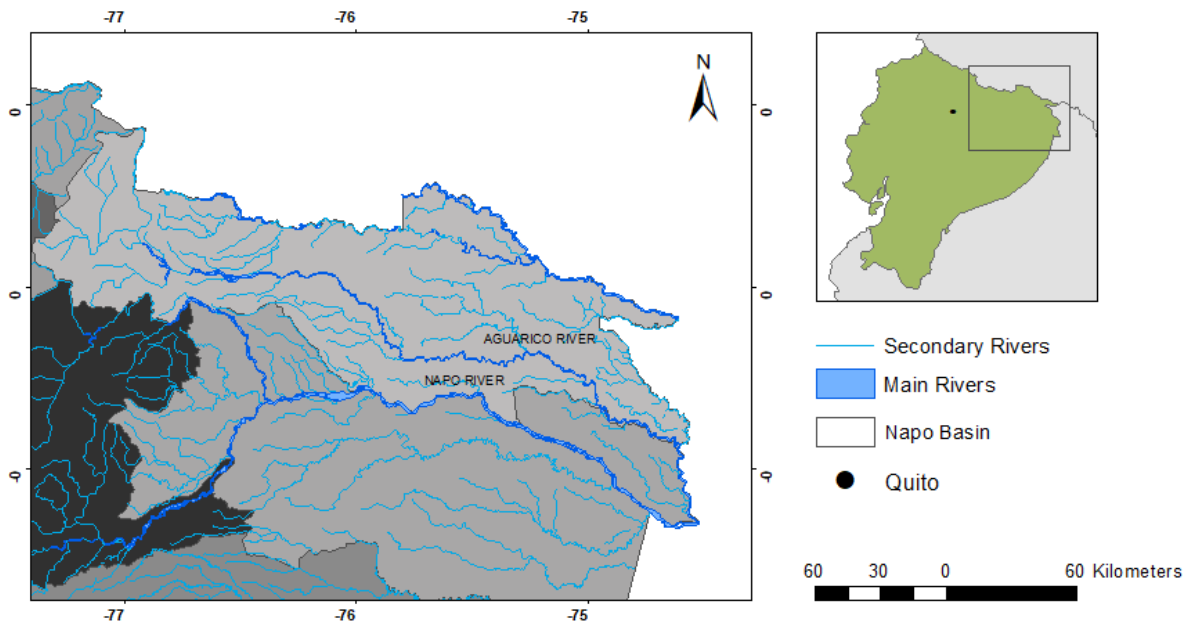 -77 -76 -75
N
0 0
0 0
AGUARICO RIVER
NAPO RIVER
-0 -0
-77 -76 -75
Secondary Rivers
Main Rivers
Napo Basin
Quito
60 30 0 60 Kilometers